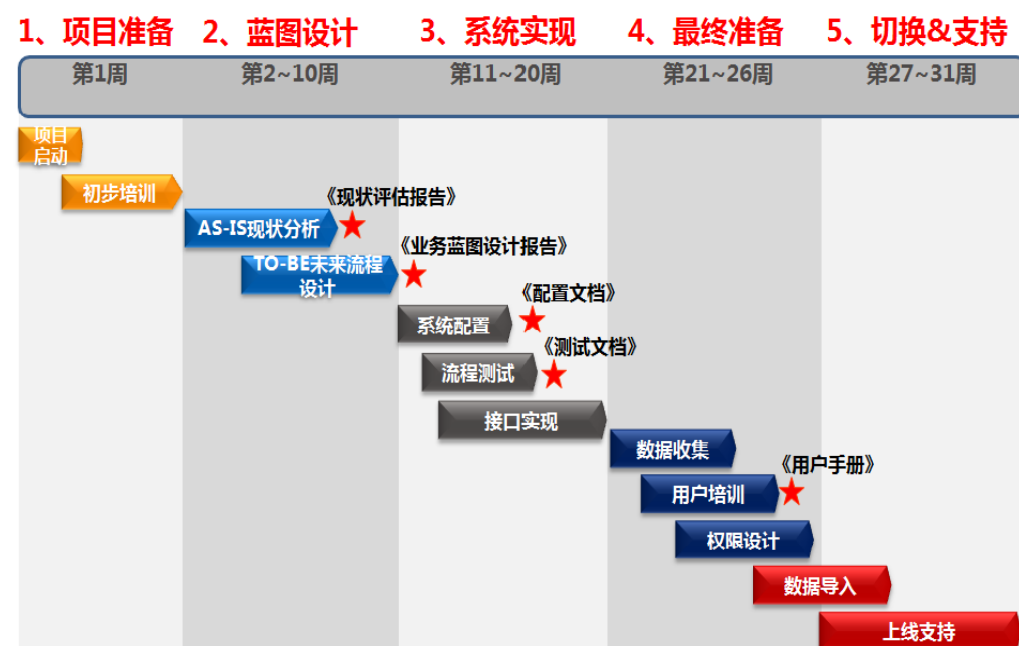 1、项目准备
2、蓝图设计
3、系统实现
4、最终准备
5、切换&支持
第1周
第2~10周
第11~20周
第21~26周
第27~31周
项目
启动
初步培训
《现状评估报告》
AS-IS现状分析
《业务蓝图设计报告》
TO-BE未来流程
设计
《配置文档》
系统配置
《测试文档》
流程测试
接口实现
数据收集
《用户手册》
用户培训
权限设计
数据导入
上线支持